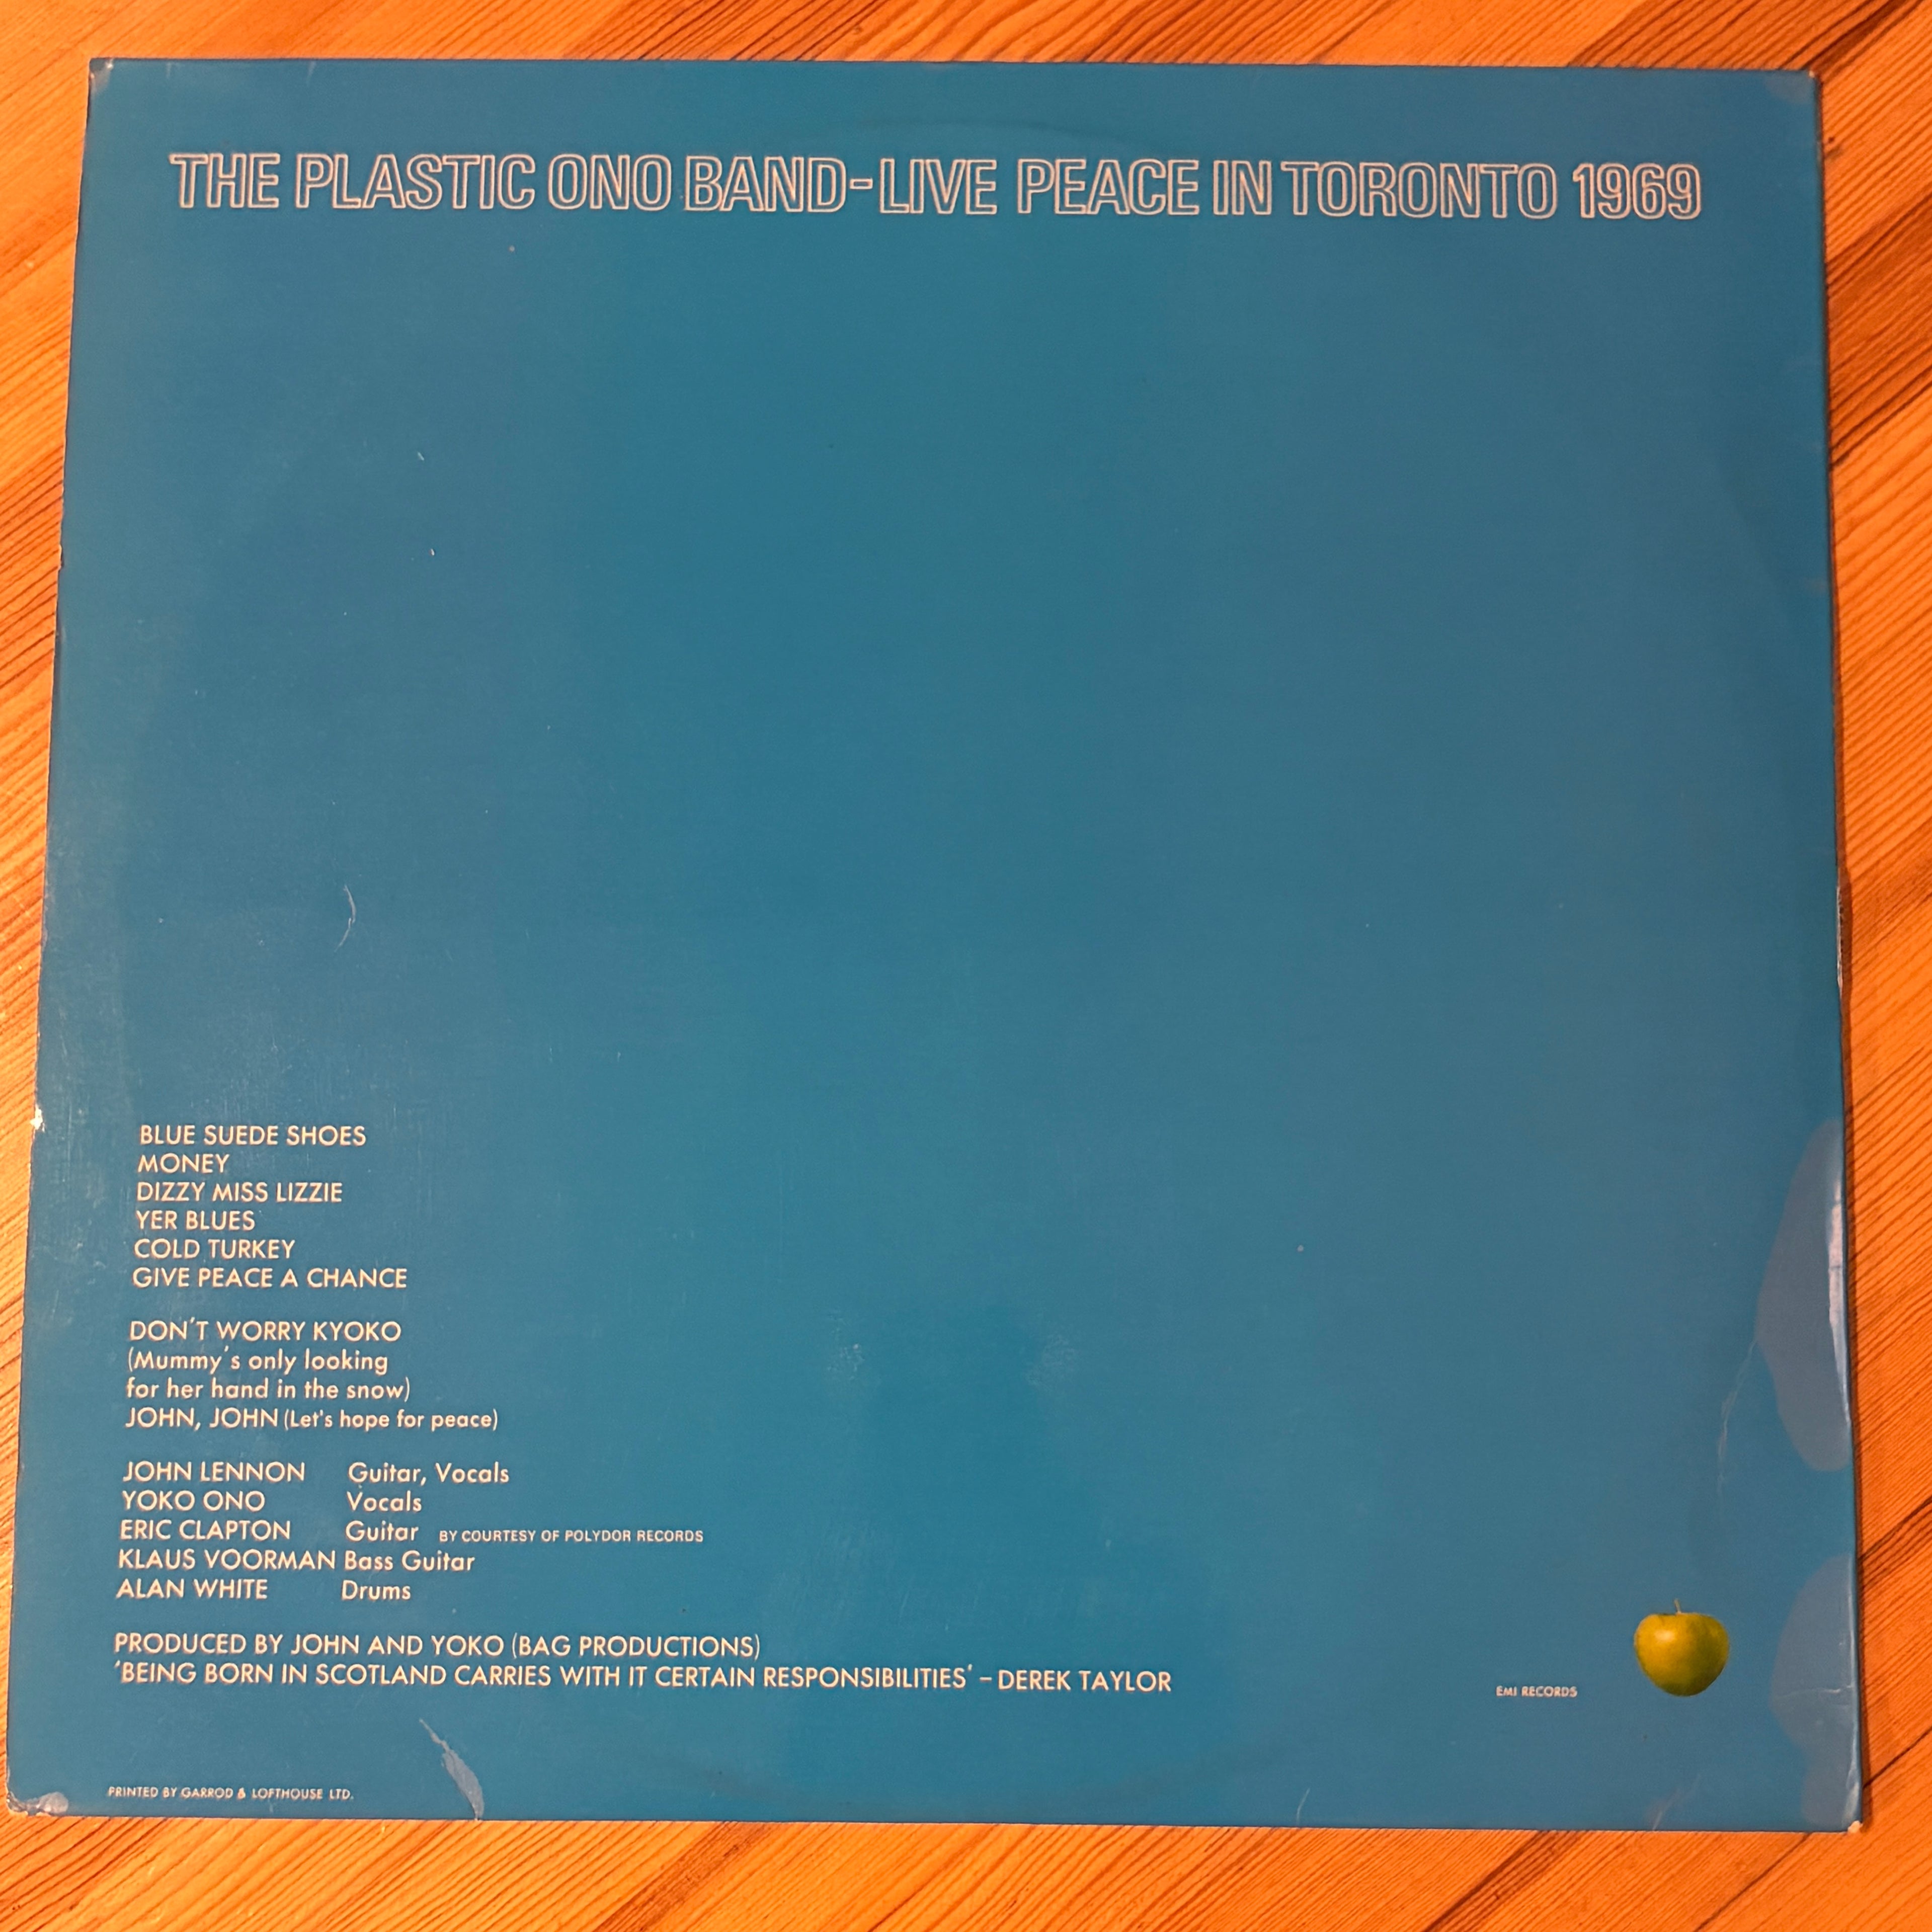 THE PLASTIC ONO BAND-LIVE PEACE IN TORONTO 1969
BLUE SUEDE SHOES
MONEY
DIZZY MISS LIZZIE
YER BLUES
COLD TURKEY
GIVE PEACE A CHANCE
DON'T WORRY KYOKO
(Mummy's only looking
for her hand in the snow)
JOHN, JOHN (Let's hope for peace)
JOHN LENNON Guitar, Vocals
YOKO ONO Vocals
ERIC CLAPTON Guitar BY COURTESY OF POLYDOR RECORDS
KLAUS VOORMAN Bass Guitar
ALAN WHITE Drums
PRODUCED BY JOHN AND YOKO (BAG PRODUCTIONS)
'BEING BORN IN SCOTLAND CARRIES WITH IT CERTAIN RESPONSIBILITIES' – DEREK TAYLOR
EMI RECORDS
PRINTED BY GARROD & LOFTHOUSE LTD.